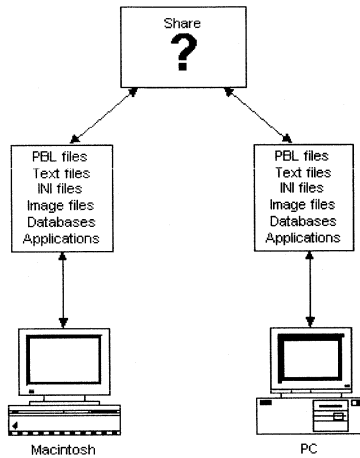 Share
?
PBL files
Text files
INI files
Image files
Databases
Applications
PBL files
Text files
INI files
Image files
Databases
Applications
Macintosh
PC